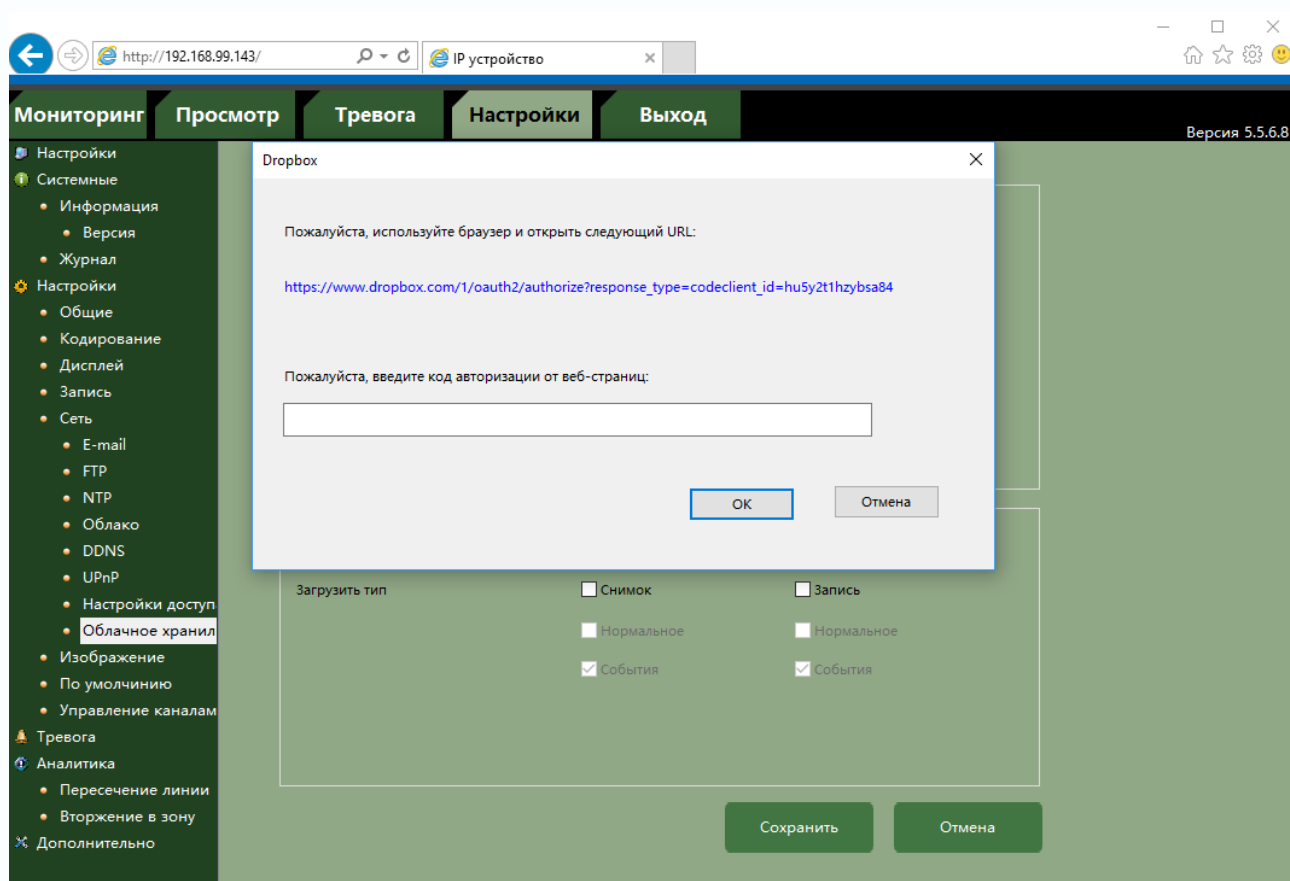 http://192.168.99.143/
IP устройство
Мониторинг
Просмотр
Тревога
Настройки
Выход
Версия 5.5.6.8
Настройки
Системные
Информация
Версия
Журнал
Настройки
Общие
Кодирование
Дисплей
Запись
Сеть
E-mail
FTP
NTP
Облако
DDNS
UPnP
Настройки доступ
Облачное хранил
Изображение
По умолчинию
Управление каналам
Тревога
Аналитика
Пересечение линии
Вторжение в зону
Дополнительно
Dropbox
Пожалуйста, используйте браузер и открыть следующий URL:
https://www.dropbox.com/1/oauth2/authorize?response_type=codeclient_id=hu5y2t1hzybsa84
Пожалуйста, введите код авторизации от веб-страниц:
ОК
Отмена
Загрузить тип
Снимок
Запись
Нормальное
Нормальное
События
События
Сохранить
Отмена